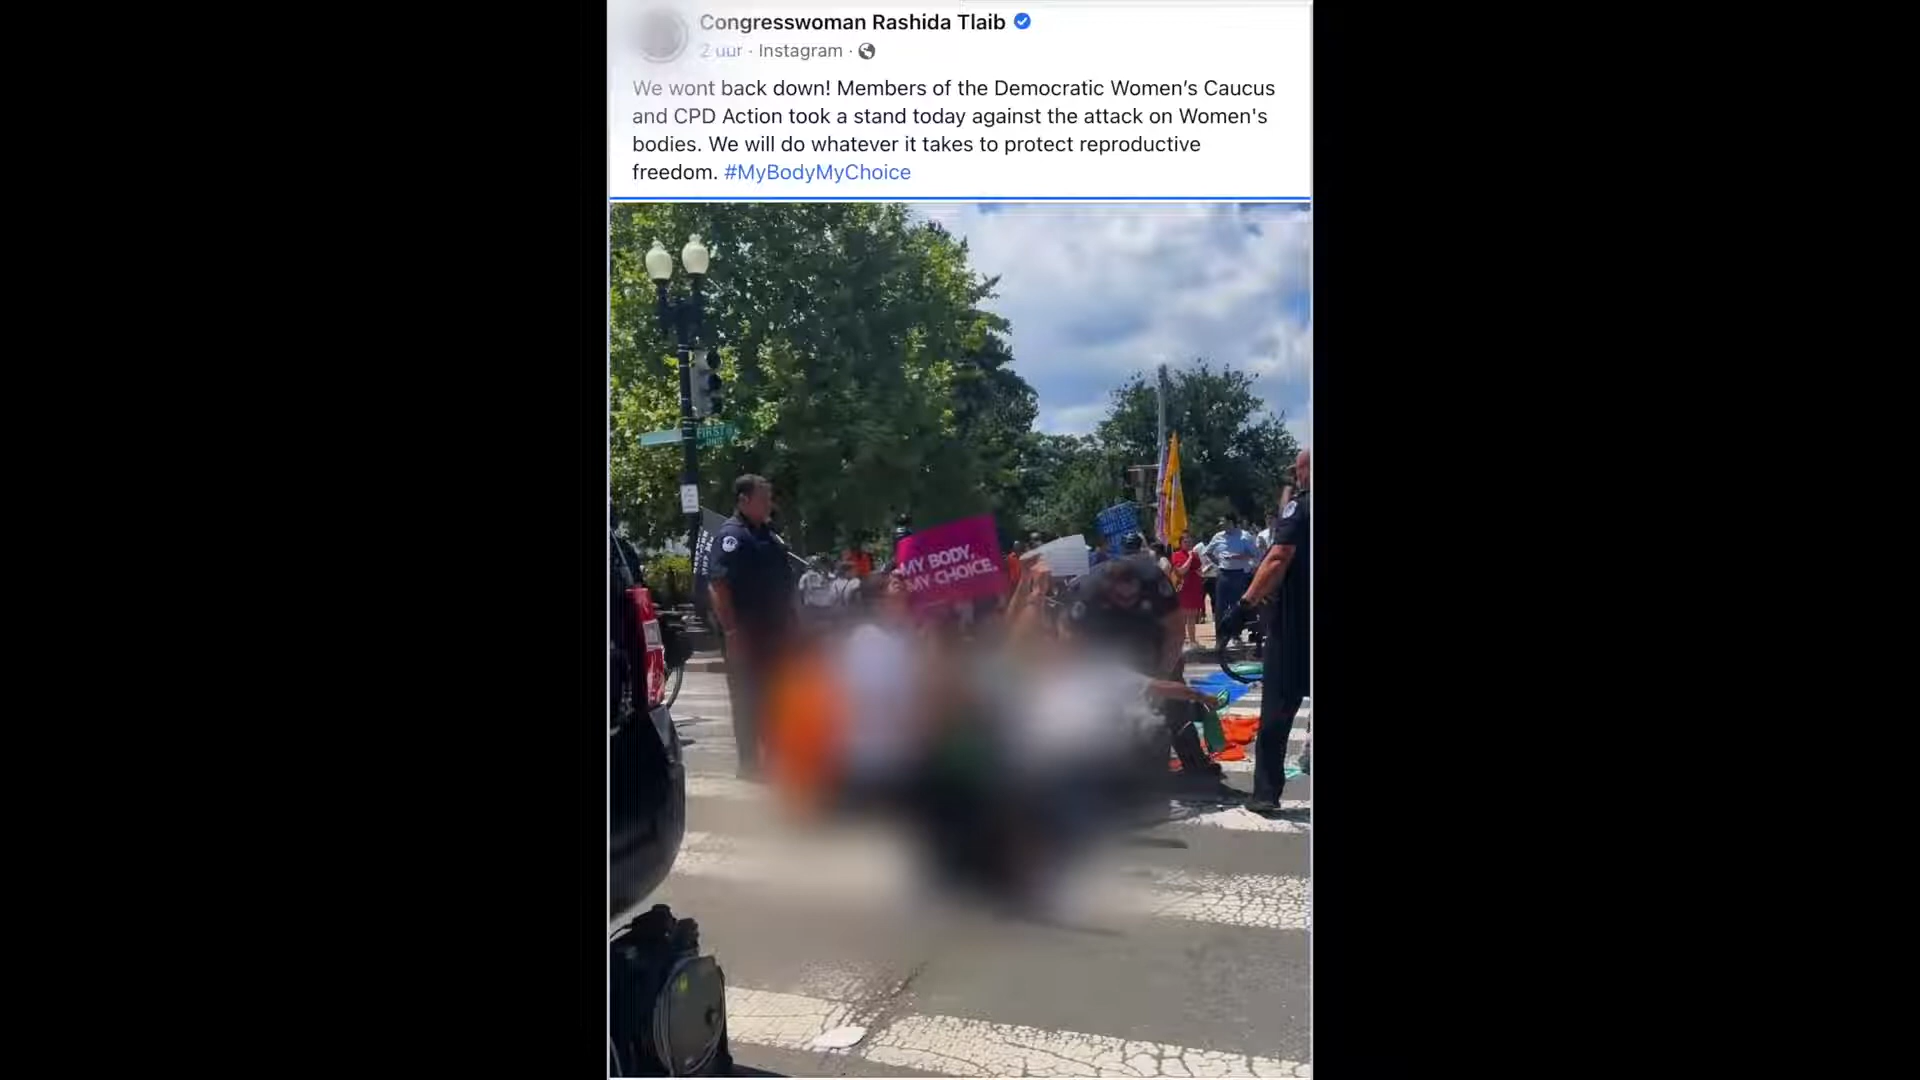 Congresswoman Rashida Tlaib
2 uur · Instagram ·
We wont back down! Members of the Democratic Women’s Caucus
and CPD Action took a stand today against the attack on Women's
bodies. We will do whatever it takes to protect reproductive
freedom. #MyBodyMyChoice
FIRST
MY BODY,
MY CHOICE.